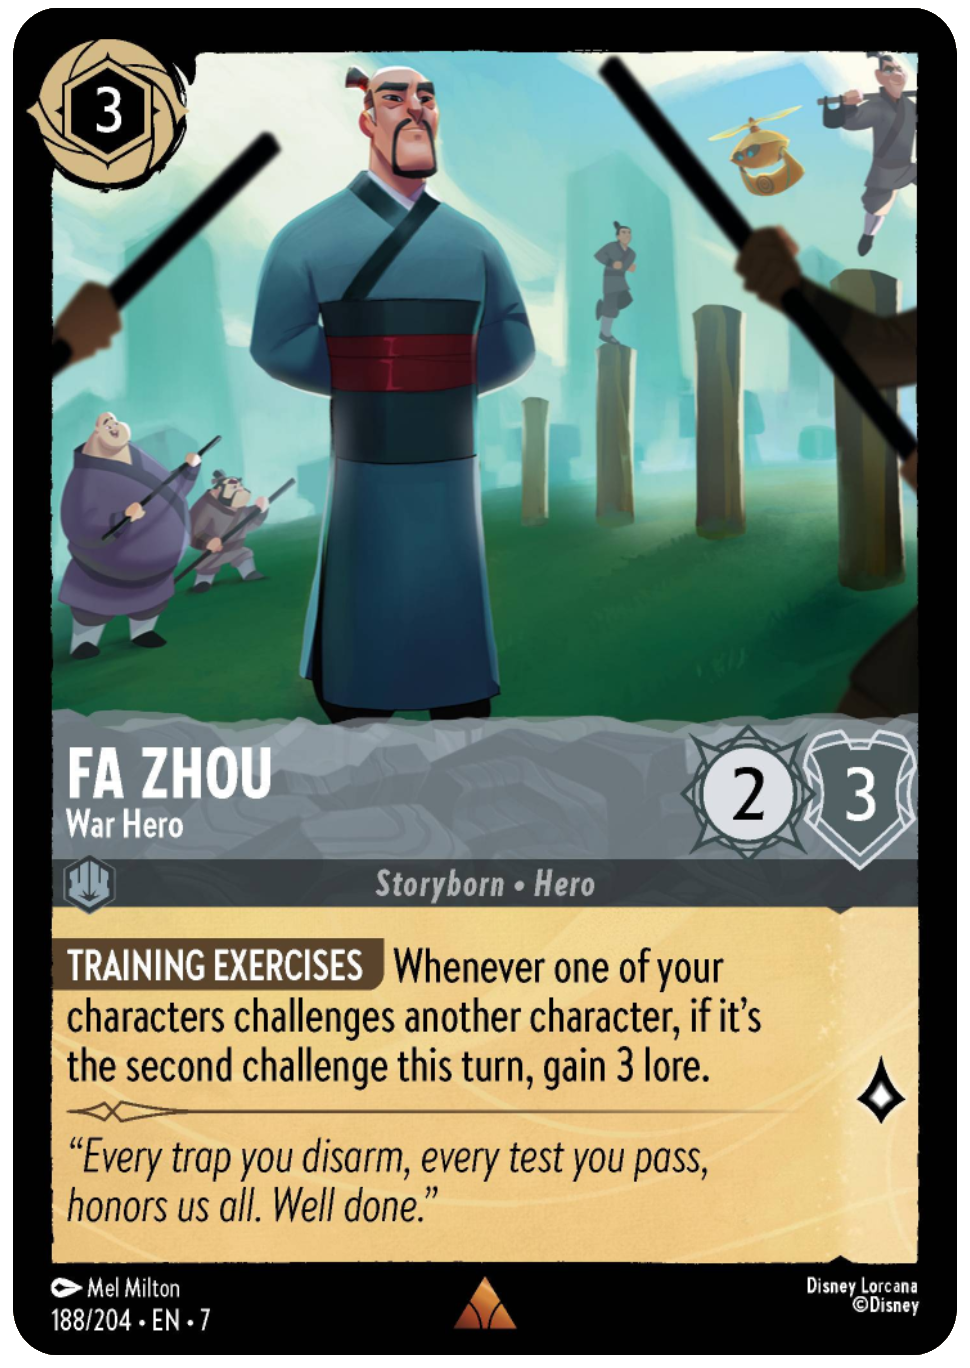 3
FA ZHOU
War Hero
2
3
Storyborn • Hero
TRAINING EXERCISES Whenever one of your
characters challenges another character, if it's
the second challenge this turn, gain 3 lore.
“Every trap you disarm, every test you pass,
honors us all. Well done.”
Mel Milton
188/204 • EN • 7
Disney Lorcana
©Disney